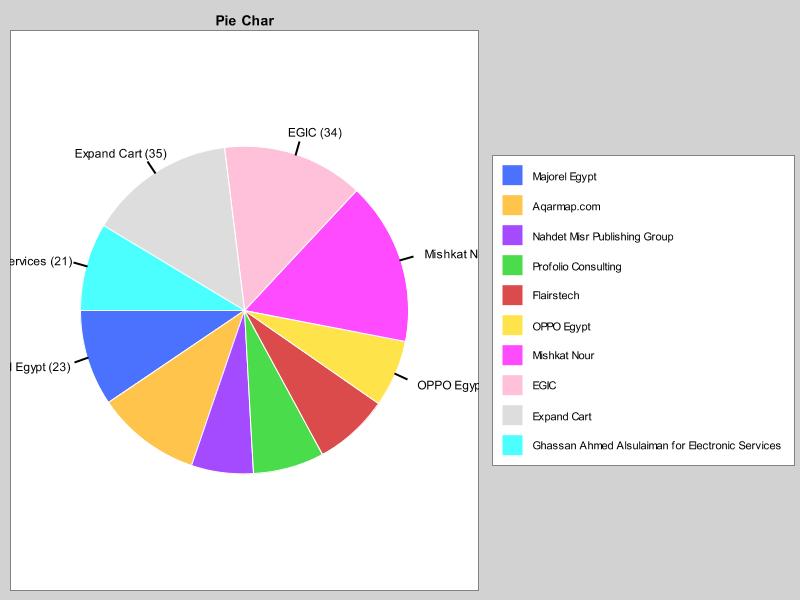 Pie Char
EGIC (34)
Expand Cart (35)
Mishkat N
ervices (21)
l Egypt (23)
OPPO Egyp
Majorel Egypt
Aqarmap.com
Nahdet Misr Publishing Group
Profolio Consulting
Flairstech
OPPO Egypt
Mishkat Nour
EGIC
Expand Cart
Ghassan Ahmed Alsulaiman for Electronic Services